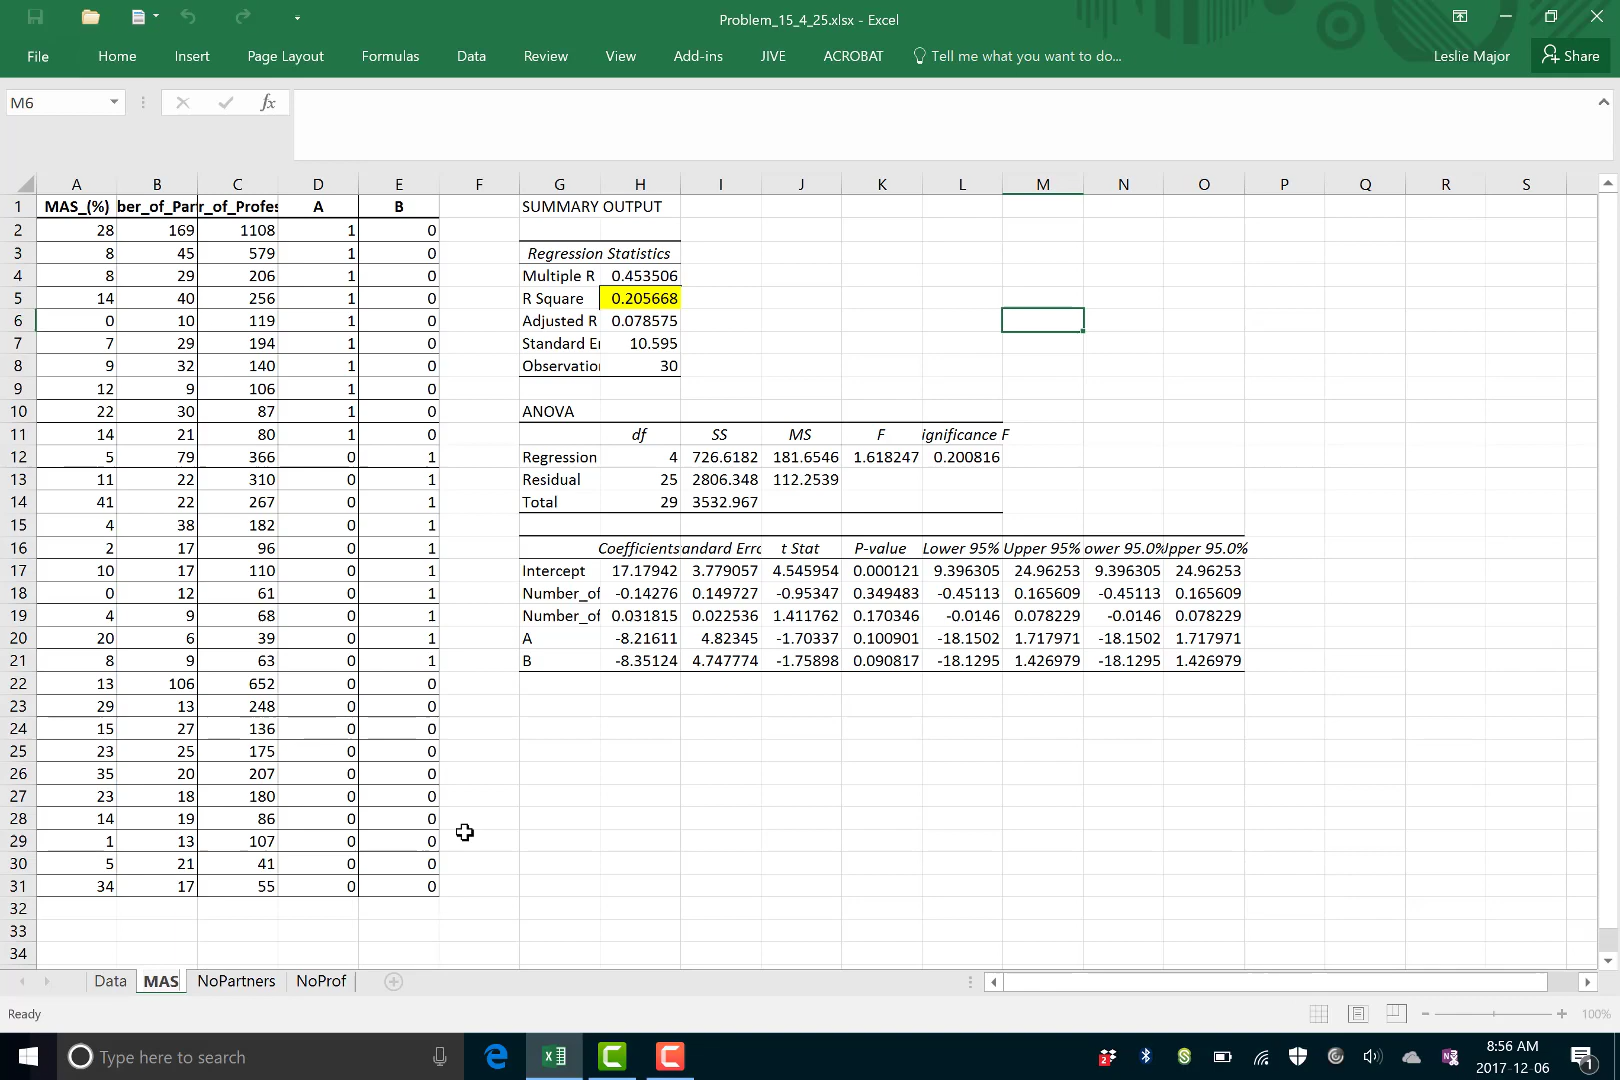 Problem_15_4_25.xlsx - Excel
File Home Insert Page Layout Formulas Data Review View Add-ins JIVE ACROBAT Tell me what you want to do... Leslie Major Share
M6 fx
A B C D E F G H I J K L M N O P Q R S
1 MAS_(%) ber_of_Par r_of_Profes A B SUMMARY OUTPUT
2 28 169 1108 1 0
3 8 45 579 1 0 Regression Statistics
4 8 29 206 1 0 Multiple R 0.453506
5 14 40 256 1 0 R Square 0.205668
6 0 10 119 1 0 Adjusted R 0.078575
7 7 29 194 1 0 Standard Er 10.595
8 9 32 140 1 0 Observation 30
9 12 9 106 1 0
10 22 30 87 1 0 ANOVA
11 14 21 80 1 0 df SS MS F ignificance F
12 5 79 366 0 1 Regression 4 726.6182 181.6546 1.618247 0.200816
13 11 22 310 0 1 Residual 25 2806.348 112.2539
14 41 22 267 0 1 Total 29 3532.967
15 4 38 182 0 1
16 2 17 96 0 1 Coefficients andard Erro t Stat P-value Lower 95% Upper 95% ower 95.0% Upper 95.0%
17 10 17 110 0 1 Intercept 17.17942 3.779057 4.545954 0.000121 9.396305 24.96253 9.396305 24.96253
18 0 12 61 0 1 Number_of -0.14276 0.149727 -0.95347 0.349483 -0.45113 0.165609 -0.45113 0.165609
19 4 9 68 0 1 Number_of 0.031815 0.022536 1.411762 0.170346 -0.0146 0.078229 -0.0146 0.078229
20 20 6 39 0 1 A -8.21611 4.82345 -1.70337 0.100901 -18.1502 1.717971 -18.1502 1.717971
21 8 9 63 0 1 B -8.35124 4.747774 -1.75898 0.090817 -18.1295 1.426979 -18.1295 1.426979
22 13 106 652 0 0
23 29 13 248 0 0
24 15 27 136 0 0
25 23 25 175 0 0
26 35 20 207 0 0
27 23 18 180 0 0
28 14 19 86 0 0
29 1 13 107 0 0
30 5 21 41 0 0
31 34 17 55 0 0
32
33
34
Data MAS NoPartners NoProf
Ready 100%
Type here to search 8:56 AM
2017-12-06